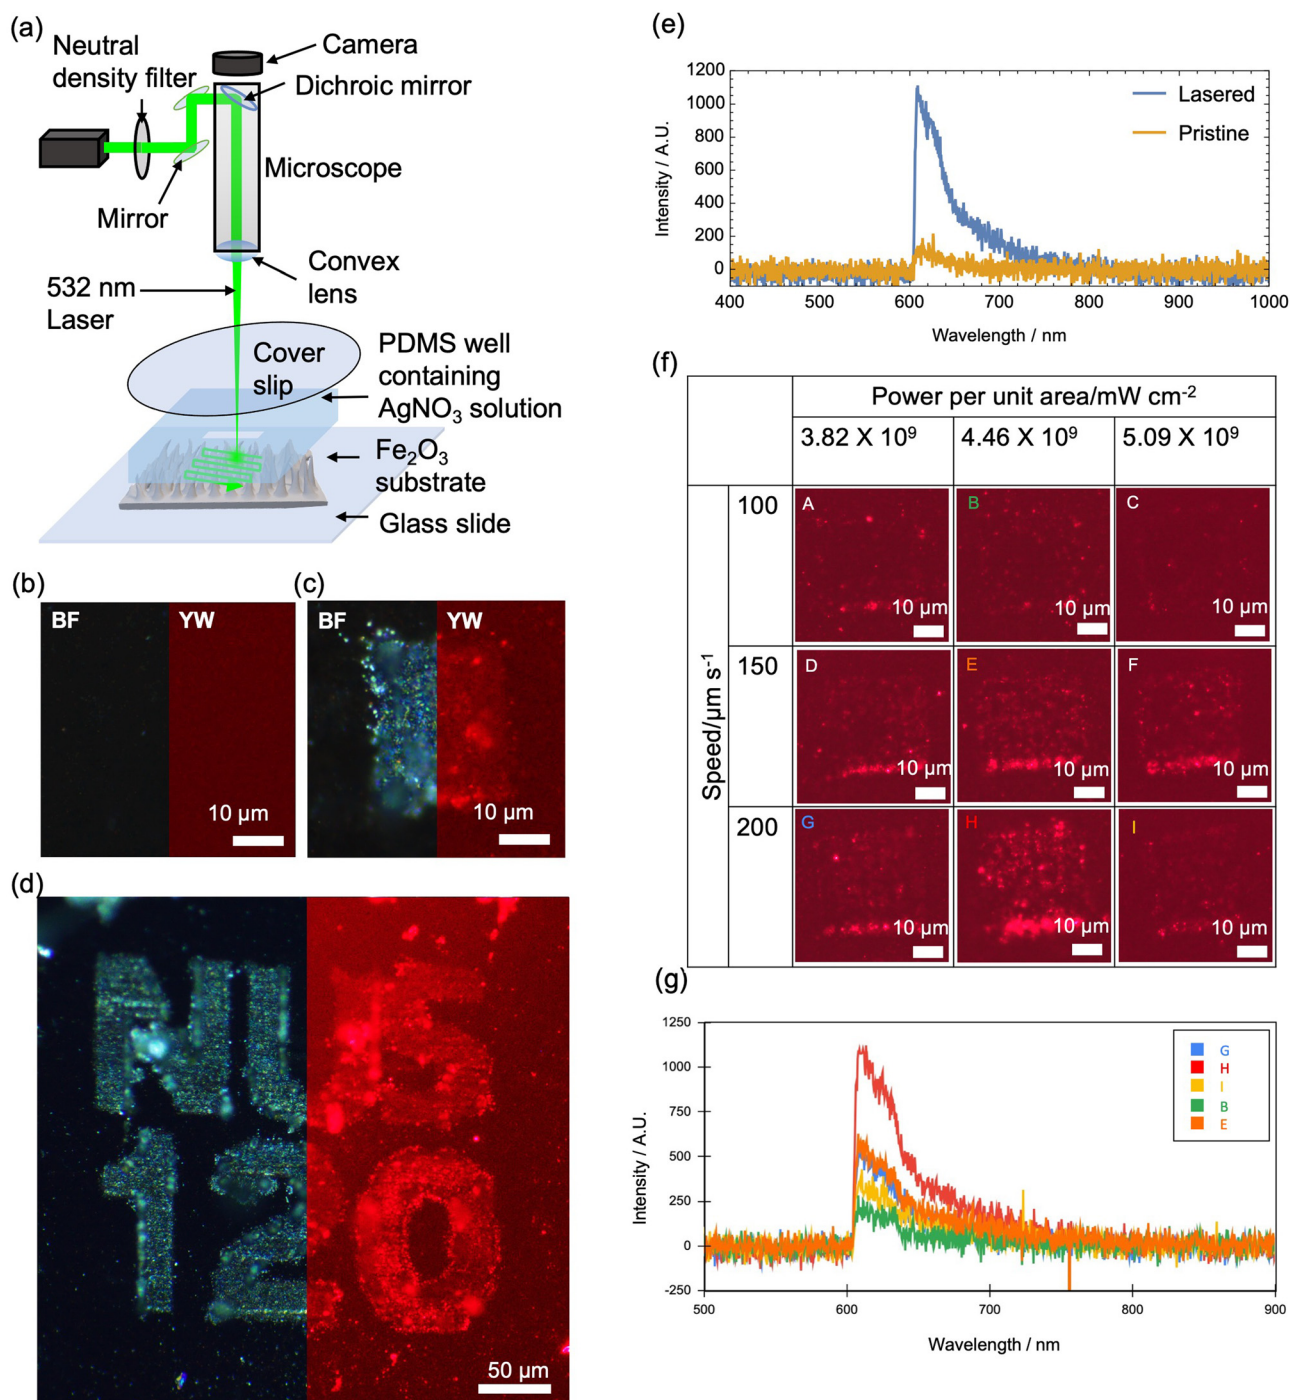 (a)
Neutral
density filter
Camera
Dichroic mirror
Microscope
Mirror
Convex
lens
532 nm
Laser
Cover
slip
PDMS well
containing
AgNO3 solution
Fe2O3
substrate
Glass slide
(b)
BF
YW
10 µm
(c)
BF
YW
10 µm
(d)
NU
15
12
0
50 µm
(e)
1200
1000
800
600
400
200
0
400
500
600
700
800
900
1000
Intensity / A.U.
Wavelength / nm
Lasered
Pristine
(f)
Power per unit area/mW cm-2
3.82 X 10⁹
4.46 X 10⁹
5.09 X 10⁹
Speed/µm s-1
100
A
10 µm
B
10 µm
C
10 µm
150
D
10 µm
E
10 µm
F
10 µm
200
G
10 µm
H
10 µm
I
10 µm
(g)
1250
1000
750
500
250
0
-250
500
600
700
800
900
Intensity / A.U.
Wavelength / nm
G
H
I
B
E